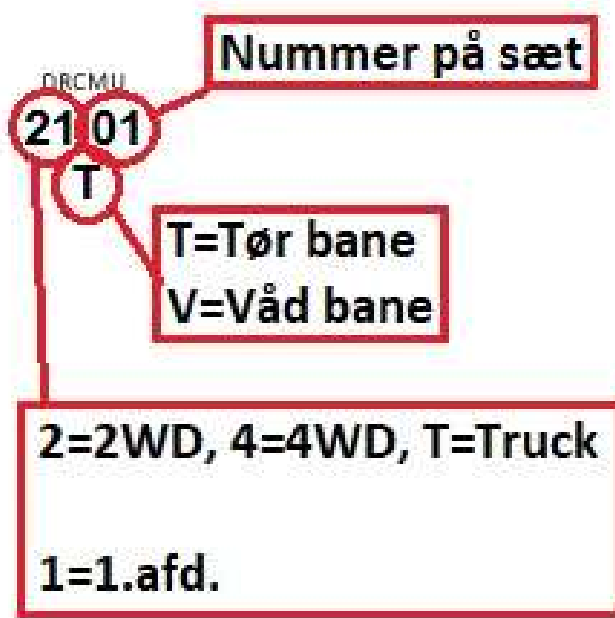 Nummer på sæt
DRCMU
21 01
T
T=Tør bane
V=Våd bane
2=2WD, 4=4WD, T=Truck
1=1.afd.